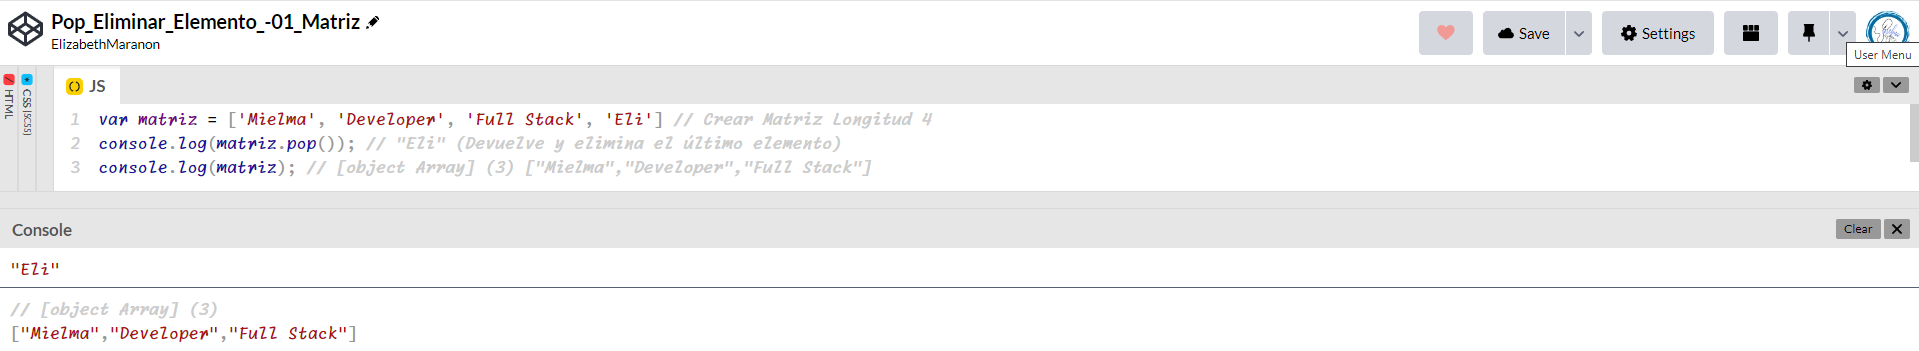 Pop_Eliminar_Elemento_-01_Matriz
ElizabethMaranon
Save
Settings
User Menu
HTML
CSS (SCSS)
JS
1 var matriz = ['Mielma', 'Developer', 'Full Stack', 'Eli'] // Crear Matriz Longitud 4
2 console.log(matriz.pop()); // "Eli" (Devuelve y elimina el último elemento)
3 console.log(matriz); // [object Array] (3) ["Mielma","Developer","Full Stack"]
Console
Clear
"Eli"
// [object Array] (3)
["Mielma","Developer","Full Stack"]